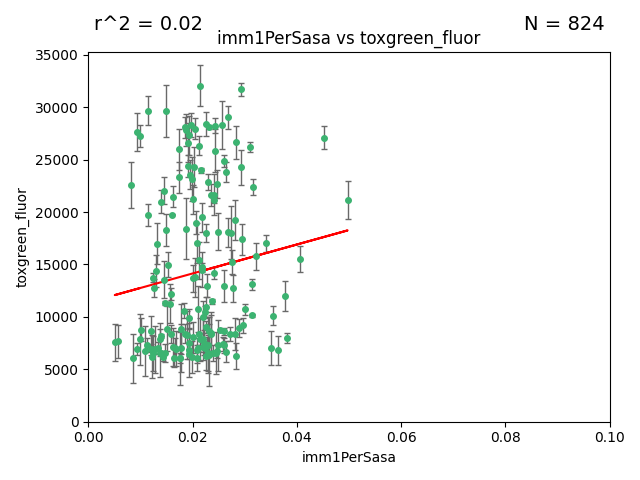 r^2 = 0.02
N = 824
imm1PerSasa vs toxgreen_fluor
35000
30000
25000
20000
15000
10000
5000
0
toxgreen_fluor
0.00
0.02
0.04
0.06
0.08
0.10
imm1PerSasa